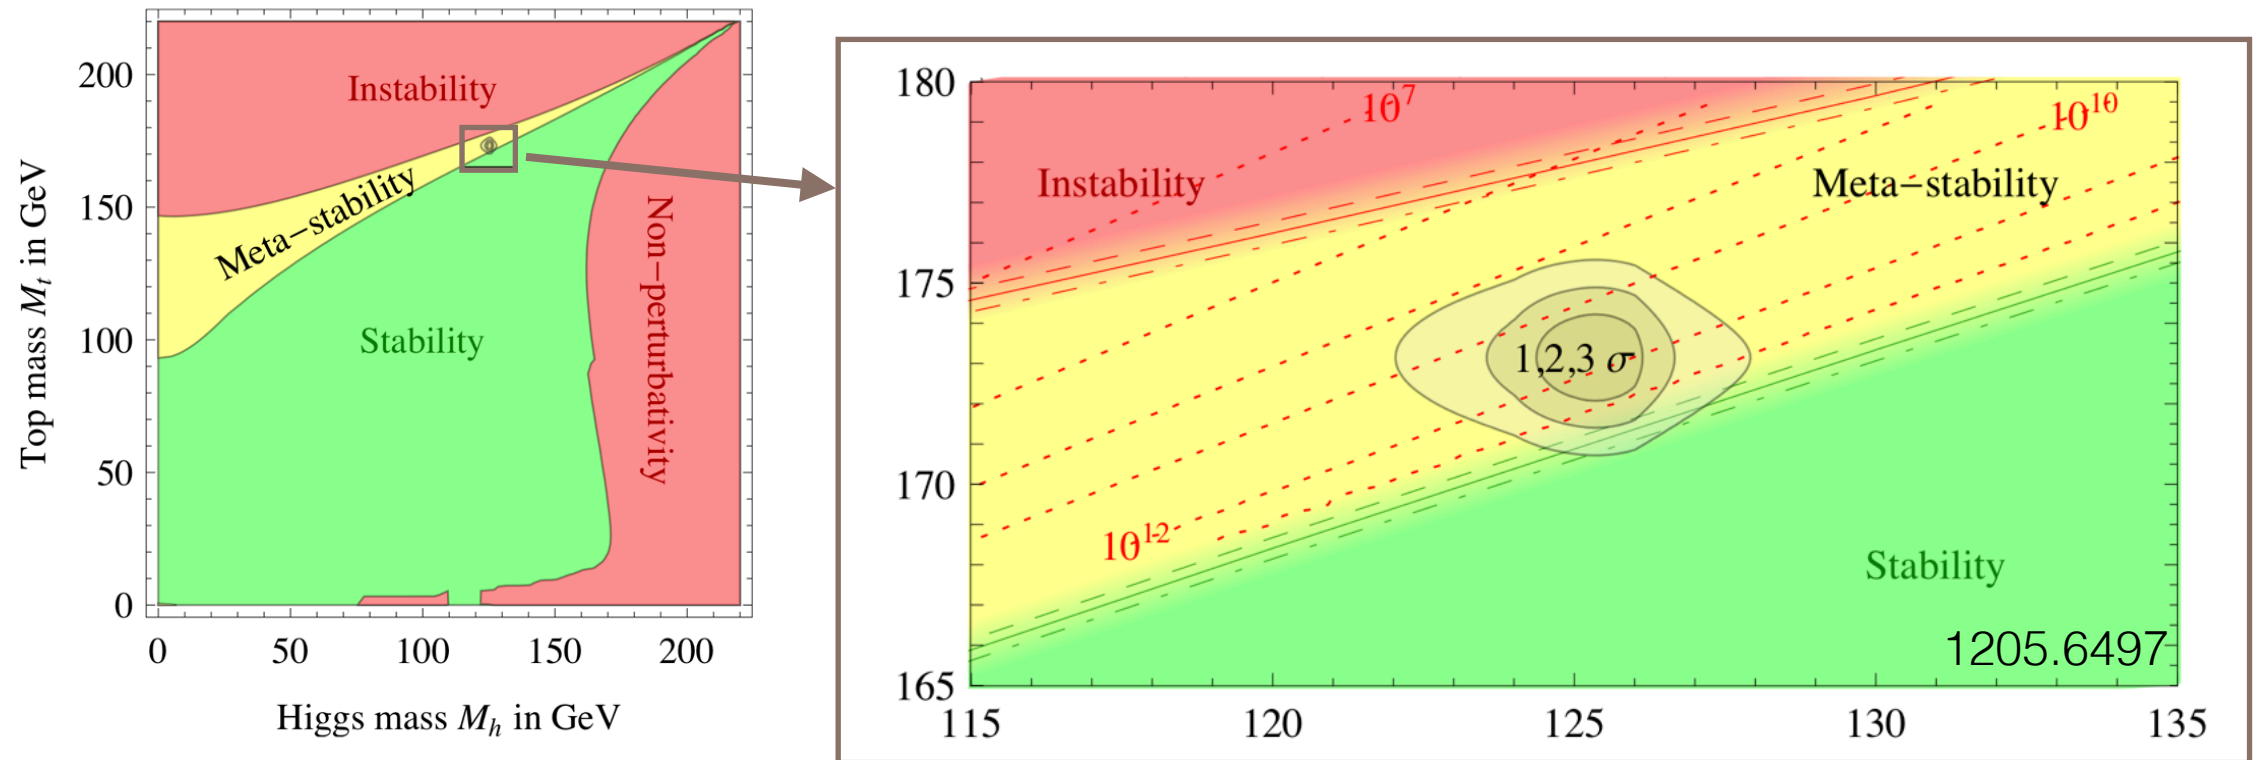 200
150
100
50
0
0 50 100 150 200
Top mass Mt in GeV
Higgs mass Mh in GeV
Instability
Meta−stability
Stability
Non−perturbativity
180
175
170
165
115 120 125 130 135
10^7
10^10
Instability
Meta−stability
1,2,3 σ
10^12
Stability
1205.6497